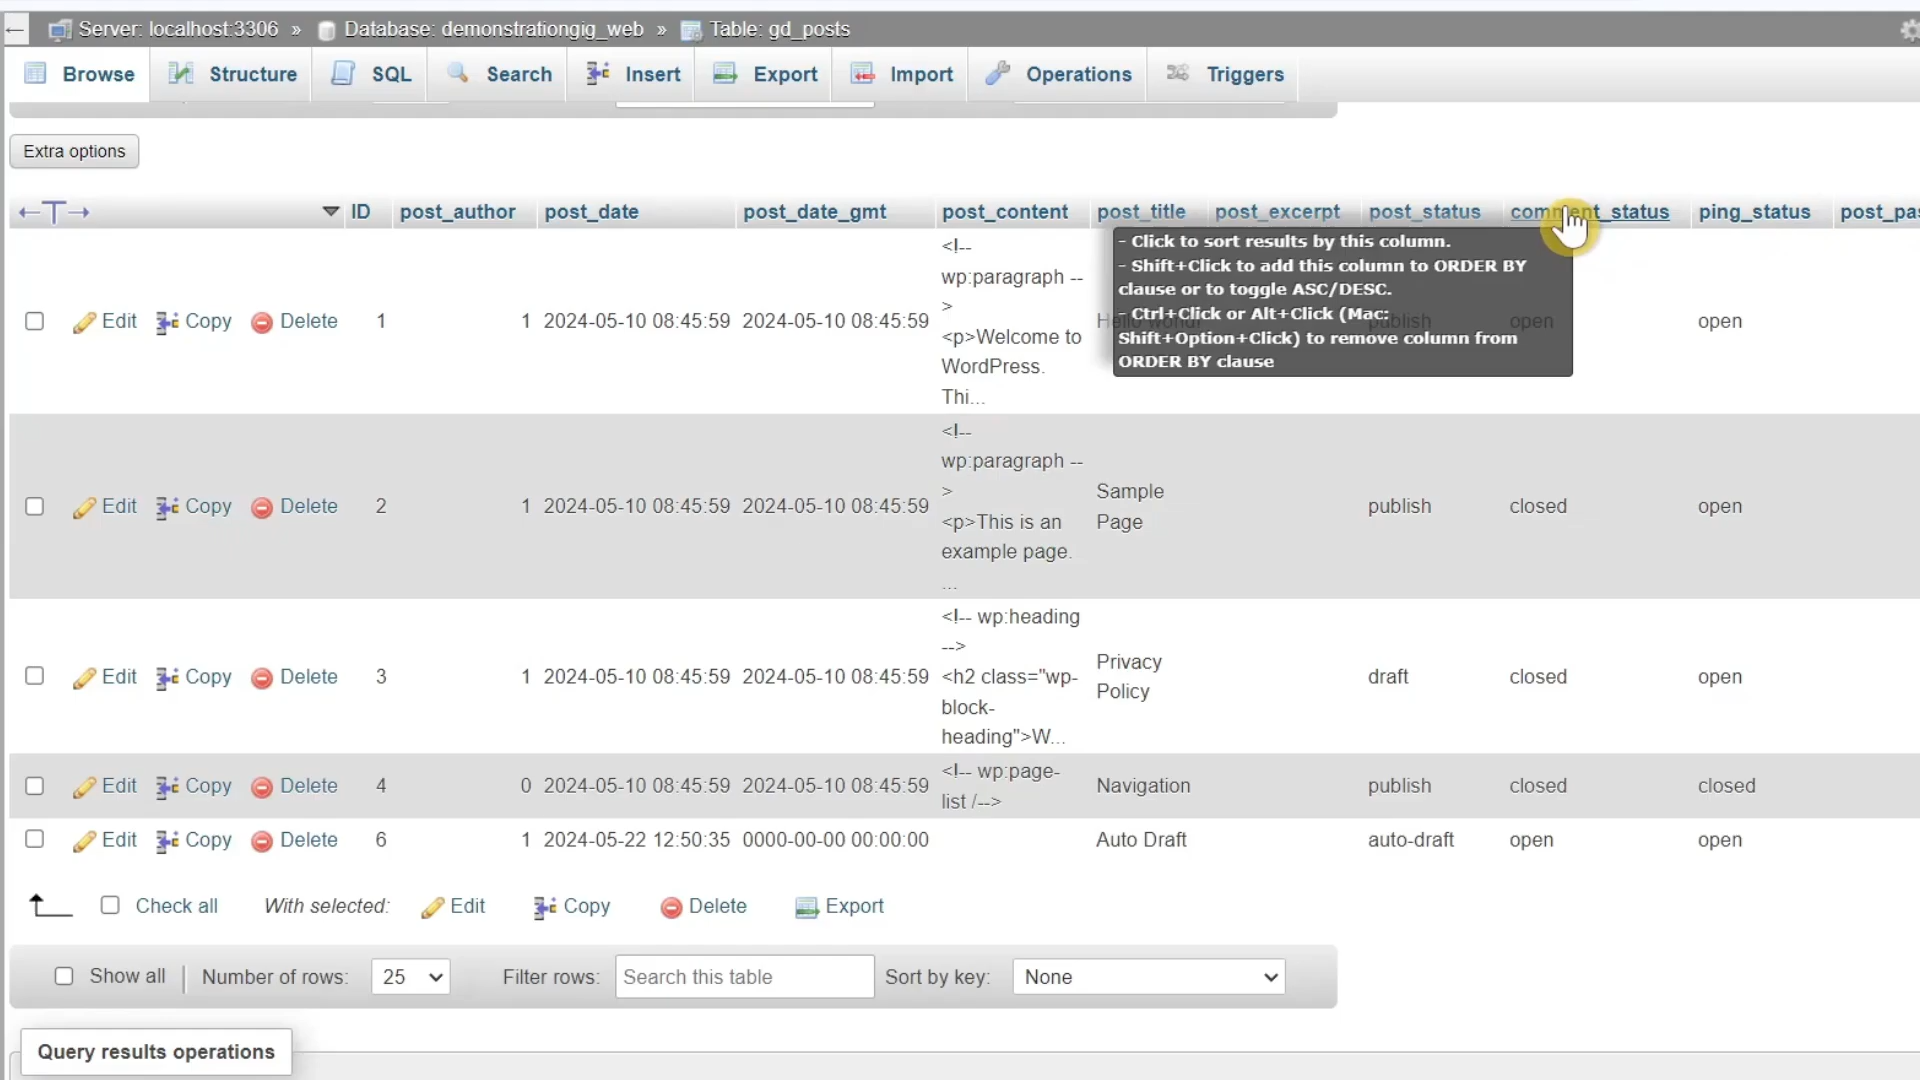 Server: localhost:3306 » Database: demonstrationgig_web » Table: gd_posts
Browse Structure SQL Search Insert Export Import Operations Triggers
Extra options
←T→ ID post_author post_date post_date_gmt post_content post_title post_excerpt post_status comment_status ping_status post_pas
- Click to sort results by this column.
- Shift+Click to add this column to ORDER BY
clause or to toggle ASC/DESC.
- Ctrl+Click or Alt+Click (Mac:
Shift+Option+Click) to remove column from
ORDER BY clause
<!--
wp:paragraph --
>
Edit Copy Delete 1 1 2024-05-10 08:45:59 2024-05-10 08:45:59 Hello world! publish open open
<p>Welcome to
WordPress.
Thi...
<!--
wp:paragraph --
>
Edit Copy Delete 2 1 2024-05-10 08:45:59 2024-05-10 08:45:59 Sample publish closed open
Page
<p>This is an
example page.
...
<!-- wp:heading
-->
Edit Copy Delete 3 1 2024-05-10 08:45:59 2024-05-10 08:45:59 <h2 class="wp- Privacy draft closed open
Policy
block-
heading">W...
<!-- wp:page-
Edit Copy Delete 4 0 2024-05-10 08:45:59 2024-05-10 08:45:59 Navigation publish closed closed
list /-->
Edit Copy Delete 6 1 2024-05-22 12:50:35 0000-00-00 00:00:00 Auto Draft auto-draft open open
Check all With selected: Edit Copy Delete Export
Show all Number of rows: 25 Filter rows: Search this table Sort by key: None
Query results operations